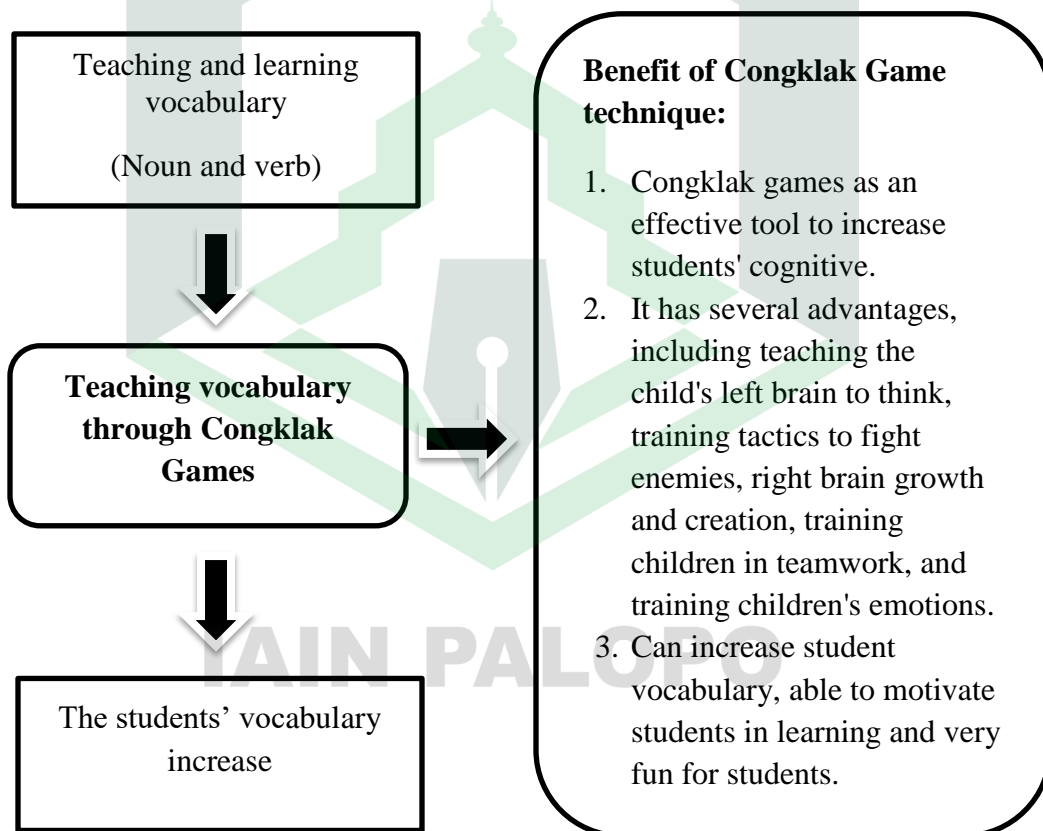 Teaching and learning
vocabulary
(Noun and verb)
Teaching vocabulary
through Congklak
Games
The students’ vocabulary
increase
Benefit of Congklak Game
technique:
1. Congklak games as an
effective tool to increase
students' cognitive.
2. It has several advantages,
including teaching the
child's left brain to think,
training tactics to fight
enemies, right brain growth
and creation, training
children in teamwork, and
training children's emotions.
3. Can increase student
vocabulary, able to motivate
students in learning and very
fun for students.
IAIN PALOPO